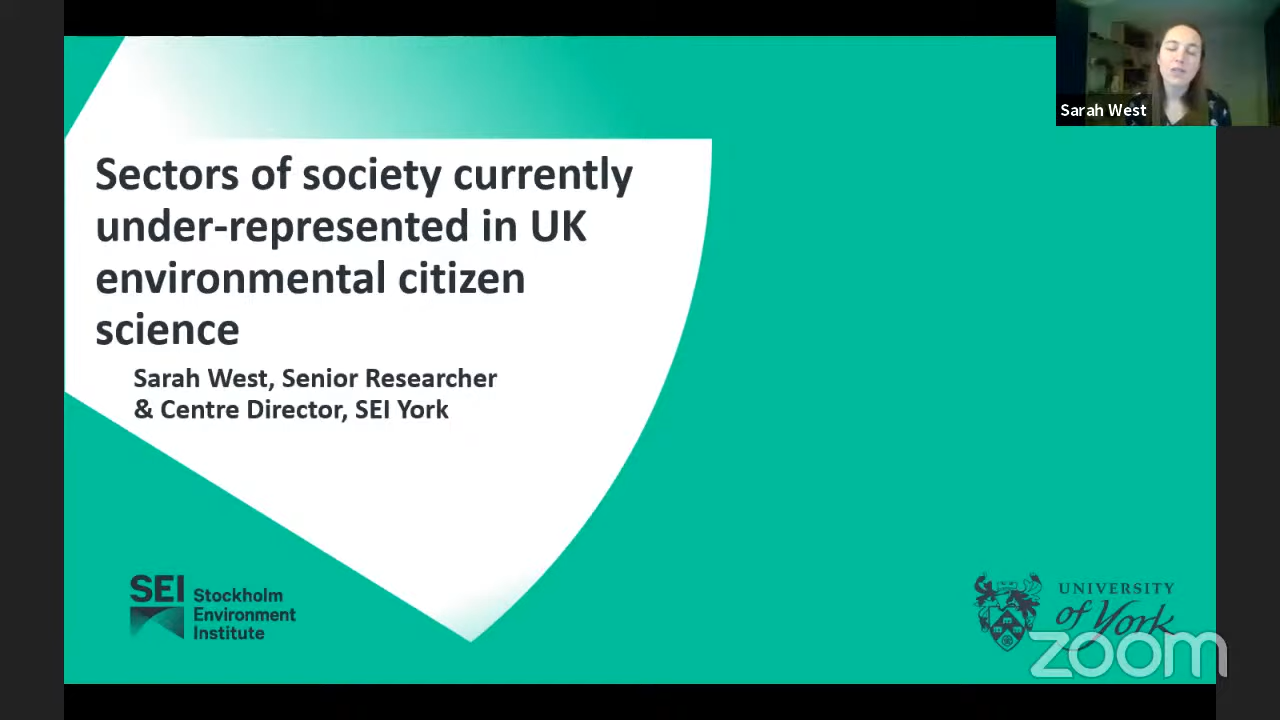 Sarah West
Sectors of society currently
under-represented in UK
environmental citizen
science
Sarah West, Senior Researcher
& Centre Director, SEI York
SEI Stockholm
Environment
Institute
UNIVERSITY
of York
zoom